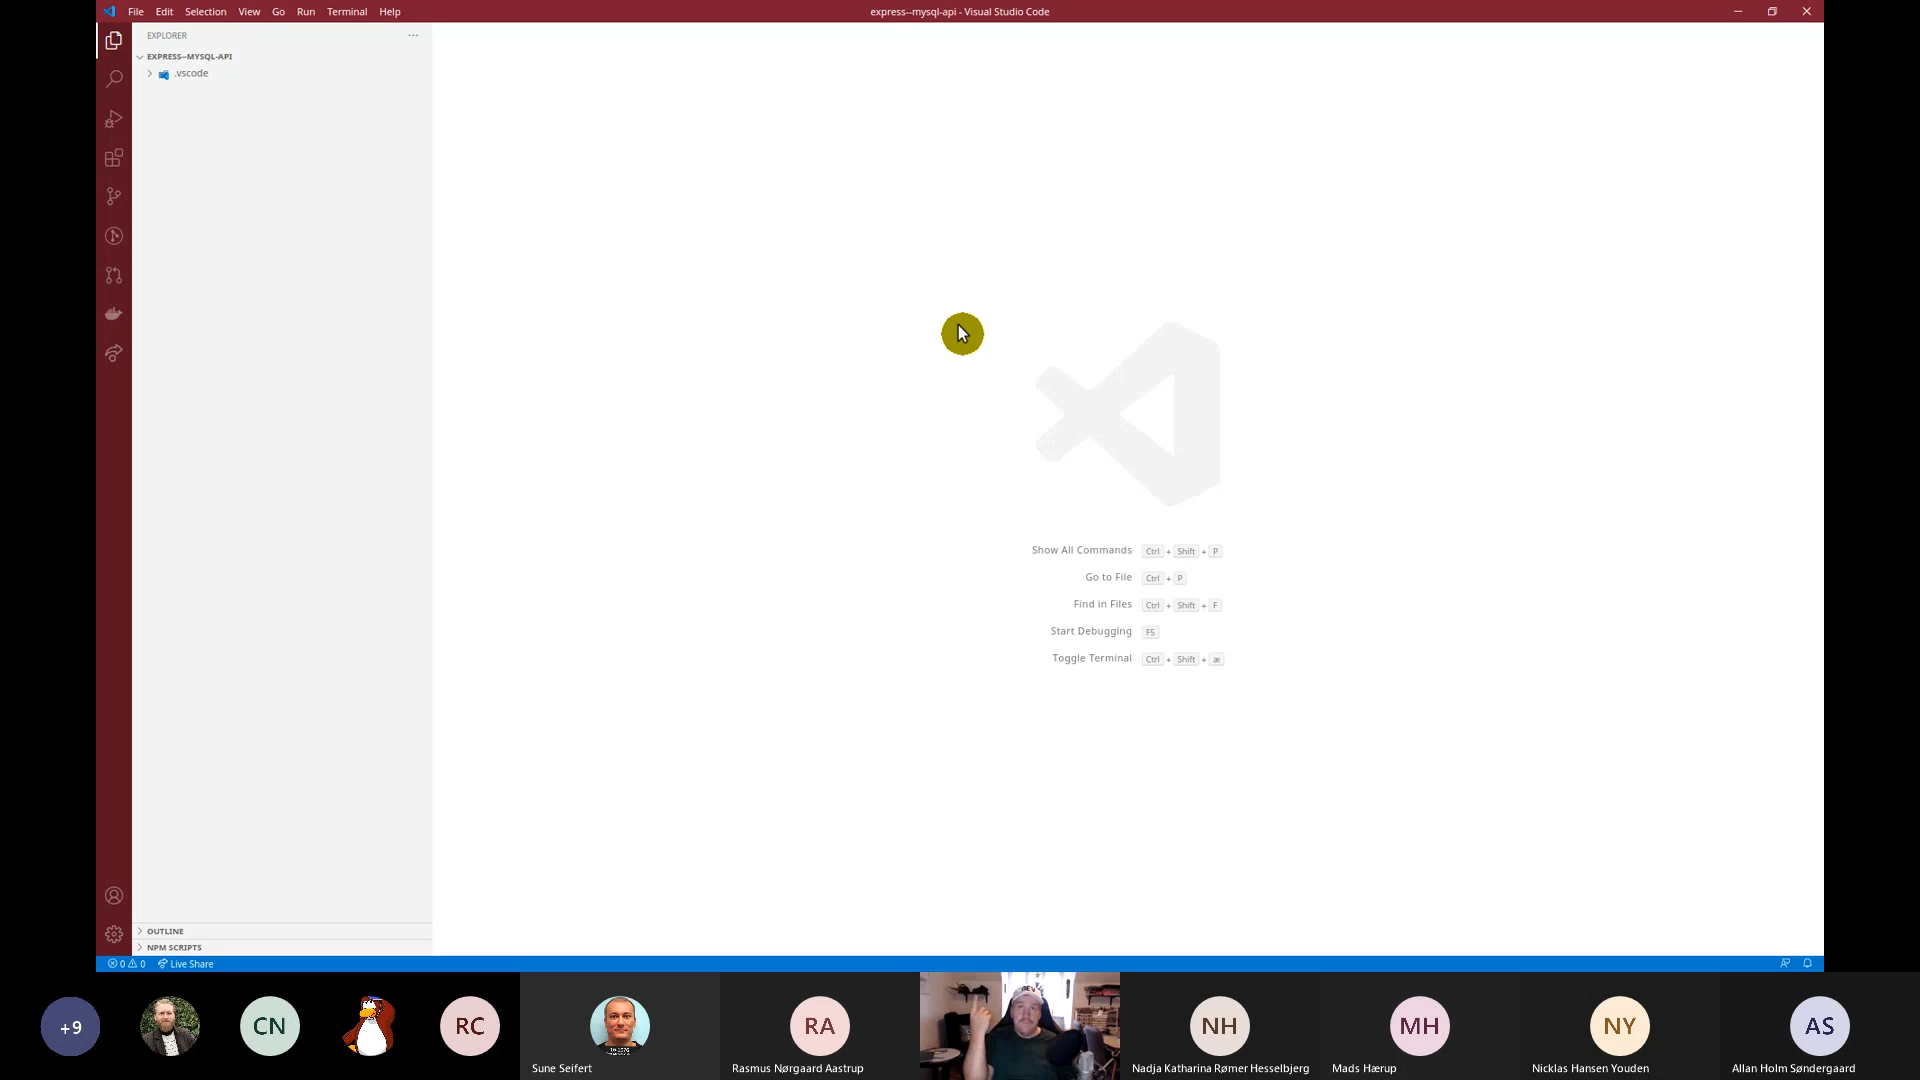 File Edit Selection View Go Run Terminal Help
express--mysql-api - Visual Studio Code
EXPLORER
EXPRESS--MYSQL-API
.vscode
Show All Commands Ctrl + Shift + P
Go to File Ctrl + P
Find in Files Ctrl + Shift + F
Start Debugging F5
Toggle Terminal Ctrl + Shift + æ
OUTLINE
NPM SCRIPTS
0 0 Live Share
+9 CN RC RA NH MH NY AS
Sune Seifert
Rasmus Nørgaard Aastrup
Nadja Katharina Rømer Hesselbjerg
Mads Hærup
Nicklas Hansen Youden
Allan Holm Søndergaard